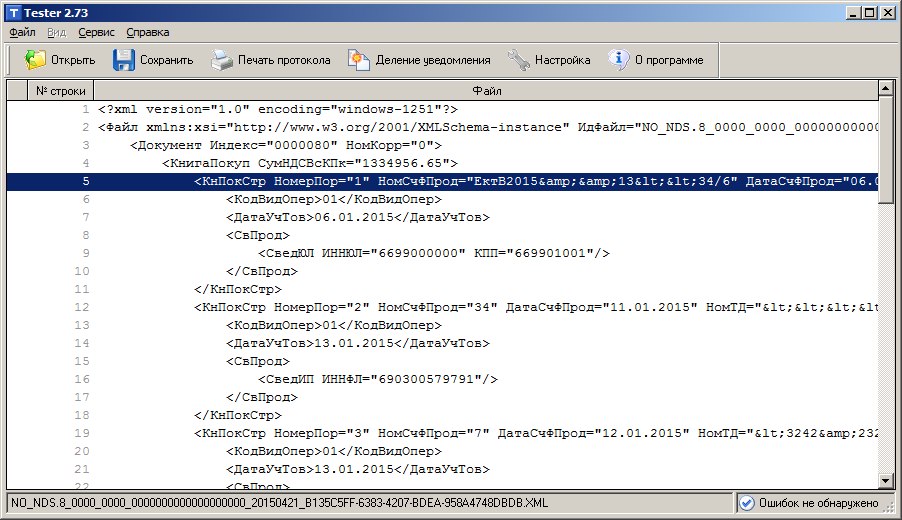 Tester 2.73
Файл Вид Сервис Справка
Открыть Сохранить Печать протокола Деление уведомления Настройка О программе
№ строки Файл
1 <?xml version="1.0" encoding="windows-1251"?>
2 <Файл xmlns:xsi="http://www.w3.org/2001/XMLSchema-instance" ИдФайл="NO_NDS.8_0000_0000_00000000000
3 <Документ Индекс="0000080" НомКорр="0">
4 <КнигаПокуп СумНДСВсКПк="1334956.65">
5 <КнПокСтр НомерПор="1" НомСчФПрод="ЕктВ2015&amp;&amp;13&lt;&lt;34/6" ДатаСчФПрод="06.0
6 <КодВидОпер>01</КодВидОпер>
7 <ДатаУчТов>06.01.2015</ДатаУчТов>
8 <СвПрод>
9 <СведЮЛ ИННЮЛ="6699000000" КПП="669901001"/>
10 </СвПрод>
11 </КнПокСтр>
12 <КнПокСтр НомерПор="2" НомСчФПрод="34" ДатаСчФПрод="11.01.2015" НомТД="&lt;&lt;&lt;&lt
13 <КодВидОпер>01</КодВидОпер>
14 <ДатаУчТов>13.01.2015</ДатаУчТов>
15 <СвПрод>
16 <СведИП ИННФЛ="690300579791"/>
17 </СвПрод>
18 </КнПокСтр>
19 <КнПокСтр НомерПор="3" НомСчФПрод="7" ДатаСчФПрод="12.01.2015" НомТД="&lt;3242&amp;232
20 <КодВидОпер>01</КодВидОпер>
21 <ДатаУчТов>13.01.2015</ДатаУчТов>
22 <СвПрод>
NO_NDS.8_0000_0000_0000000000000000000_20150421_B135C5FF-6383-4207-BDEA-958A4748DBDB.XML Ошибок не обнаружено